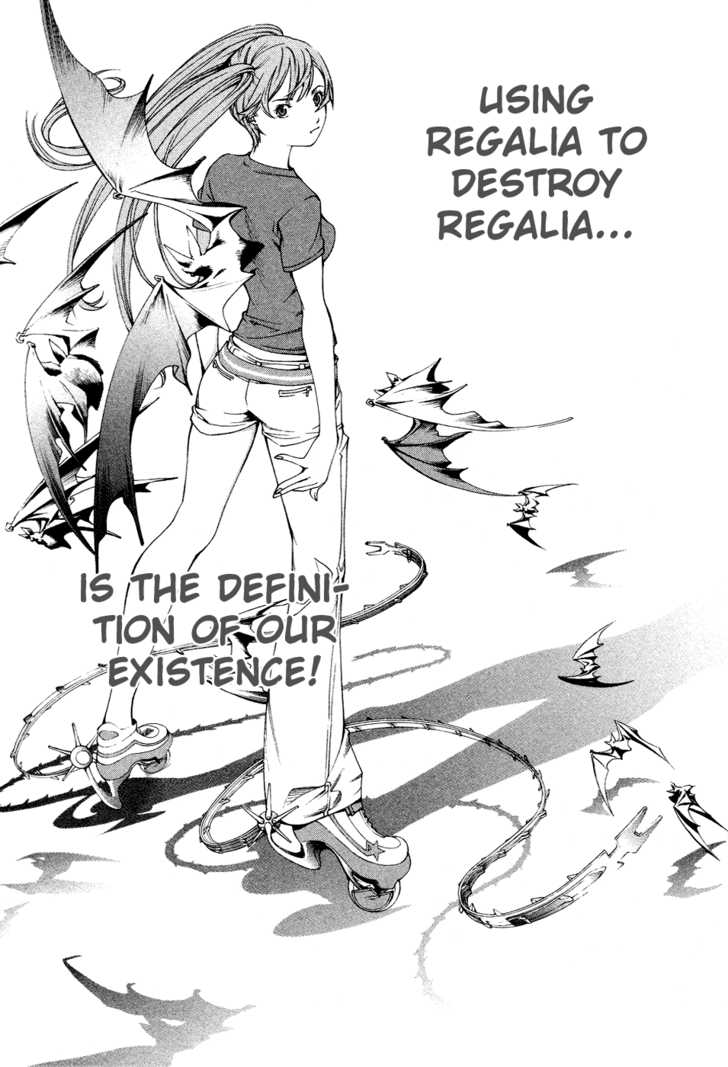 USING
REGALIA TO
DESTROY
REGALIA...
IS THE DEFINI-
TION OF OUR
EXISTENCE!